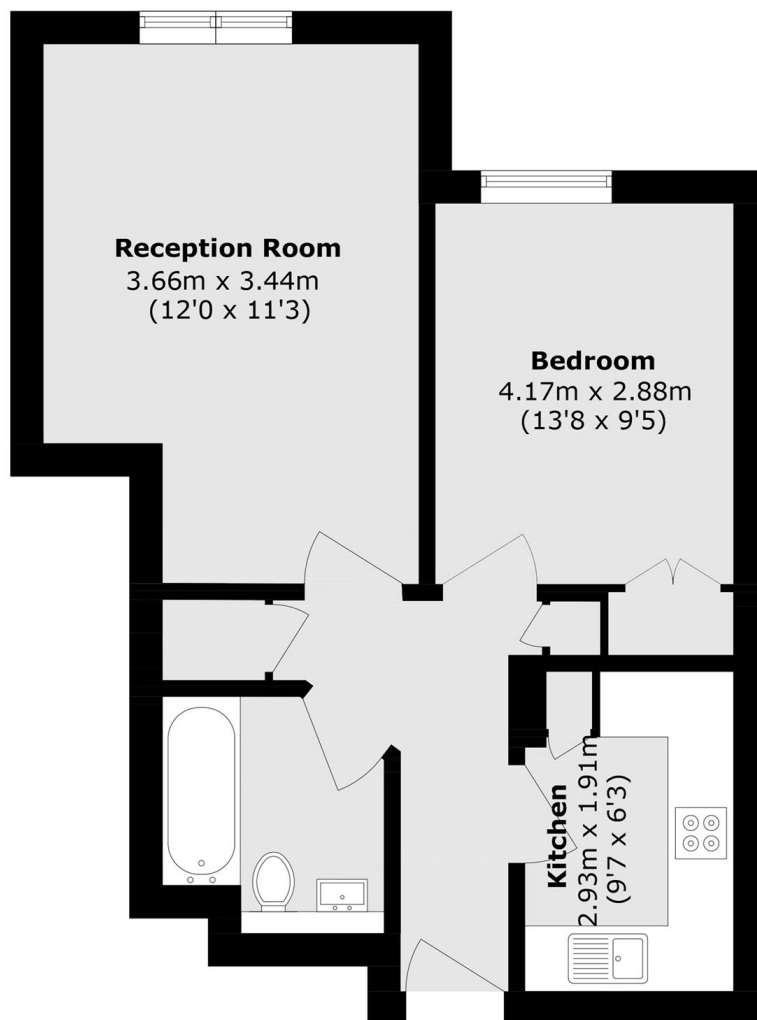 Reception Room
3.66m x 3.44m
(12'0 x 11'3)
Bedroom
4.17m x 2.88m
(13'8 x 9'5)
Kitchen
2.93m x 1.91m
(9'7 x 6'3)